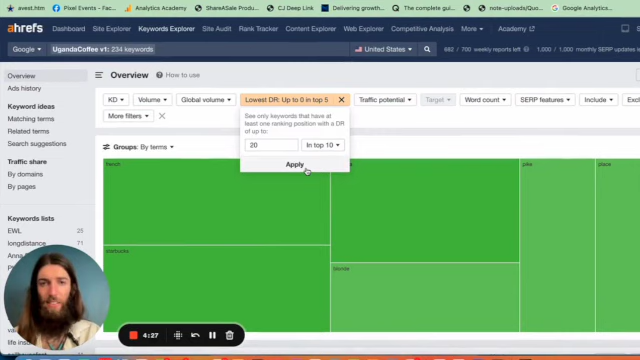 avest.htm
Pixel Events - Fac...
Analytics Academy
ShareASale Produ...
CJ Deep Link
Delivering growth...
The complete gui...
note-uploads/Quo...
Google Analytics...
ahrefs
Dashboard
Site Explorer
Keywords Explorer
Site Audit
Rank Tracker
Content Explorer
Web Explorer
Competitive Analysis
More
Academy
Google
UgandaCoffee v1: 234 keywords
United States
682 / 700 weekly reports left
1,000 / 1,000 monthly SERP updates
Overview
Ads history
Keyword ideas
Matching terms
Related terms
Search suggestions
Traffic share
By domains
By pages
Keywords lists
EWL 25
longdistance 71
Overview
How to use
KD
Volume
Global volume
Lowest DR: Up to 0 in top 5
Traffic potential
Target
Word count
SERP features
Include
More filters
See only keywords that have
at least one ranking position with a DR
of up to:
20
In top 10
Apply
Groups: By terms
french
starbucks
blonde
pike
place
4:27